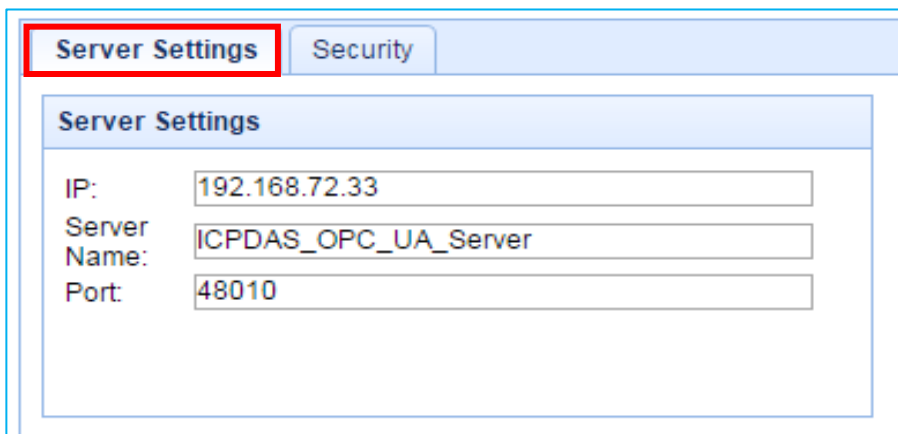 Server Settings Security
Server Settings
IP: 192.168.72.33
Server
Name: ICPDAS_OPC_UA_Server
Port: 48010